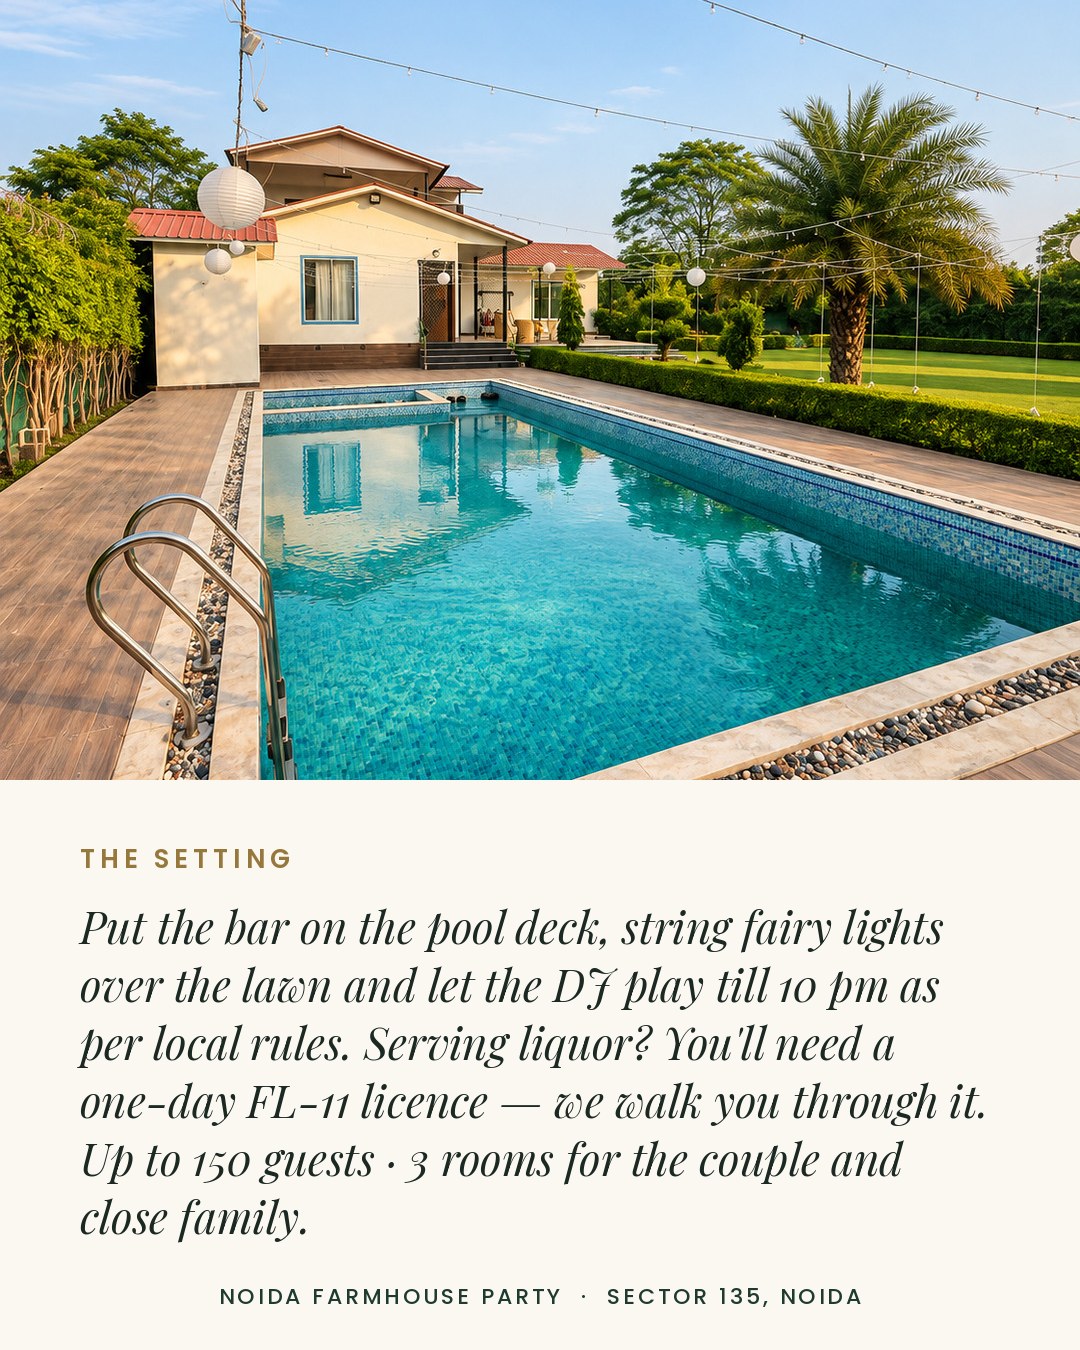 THE SETTING
Put the bar on the pool deck, string fairy lights
over the lawn and let the DJ play till 10 pm as
per local rules. Serving liquor? You'll need a
one-day FL-11 licence — we walk you through it.
Up to 150 guests · 3 rooms for the couple and
close family.
NOIDA FARMHOUSE PARTY · SECTOR 135, NOIDA